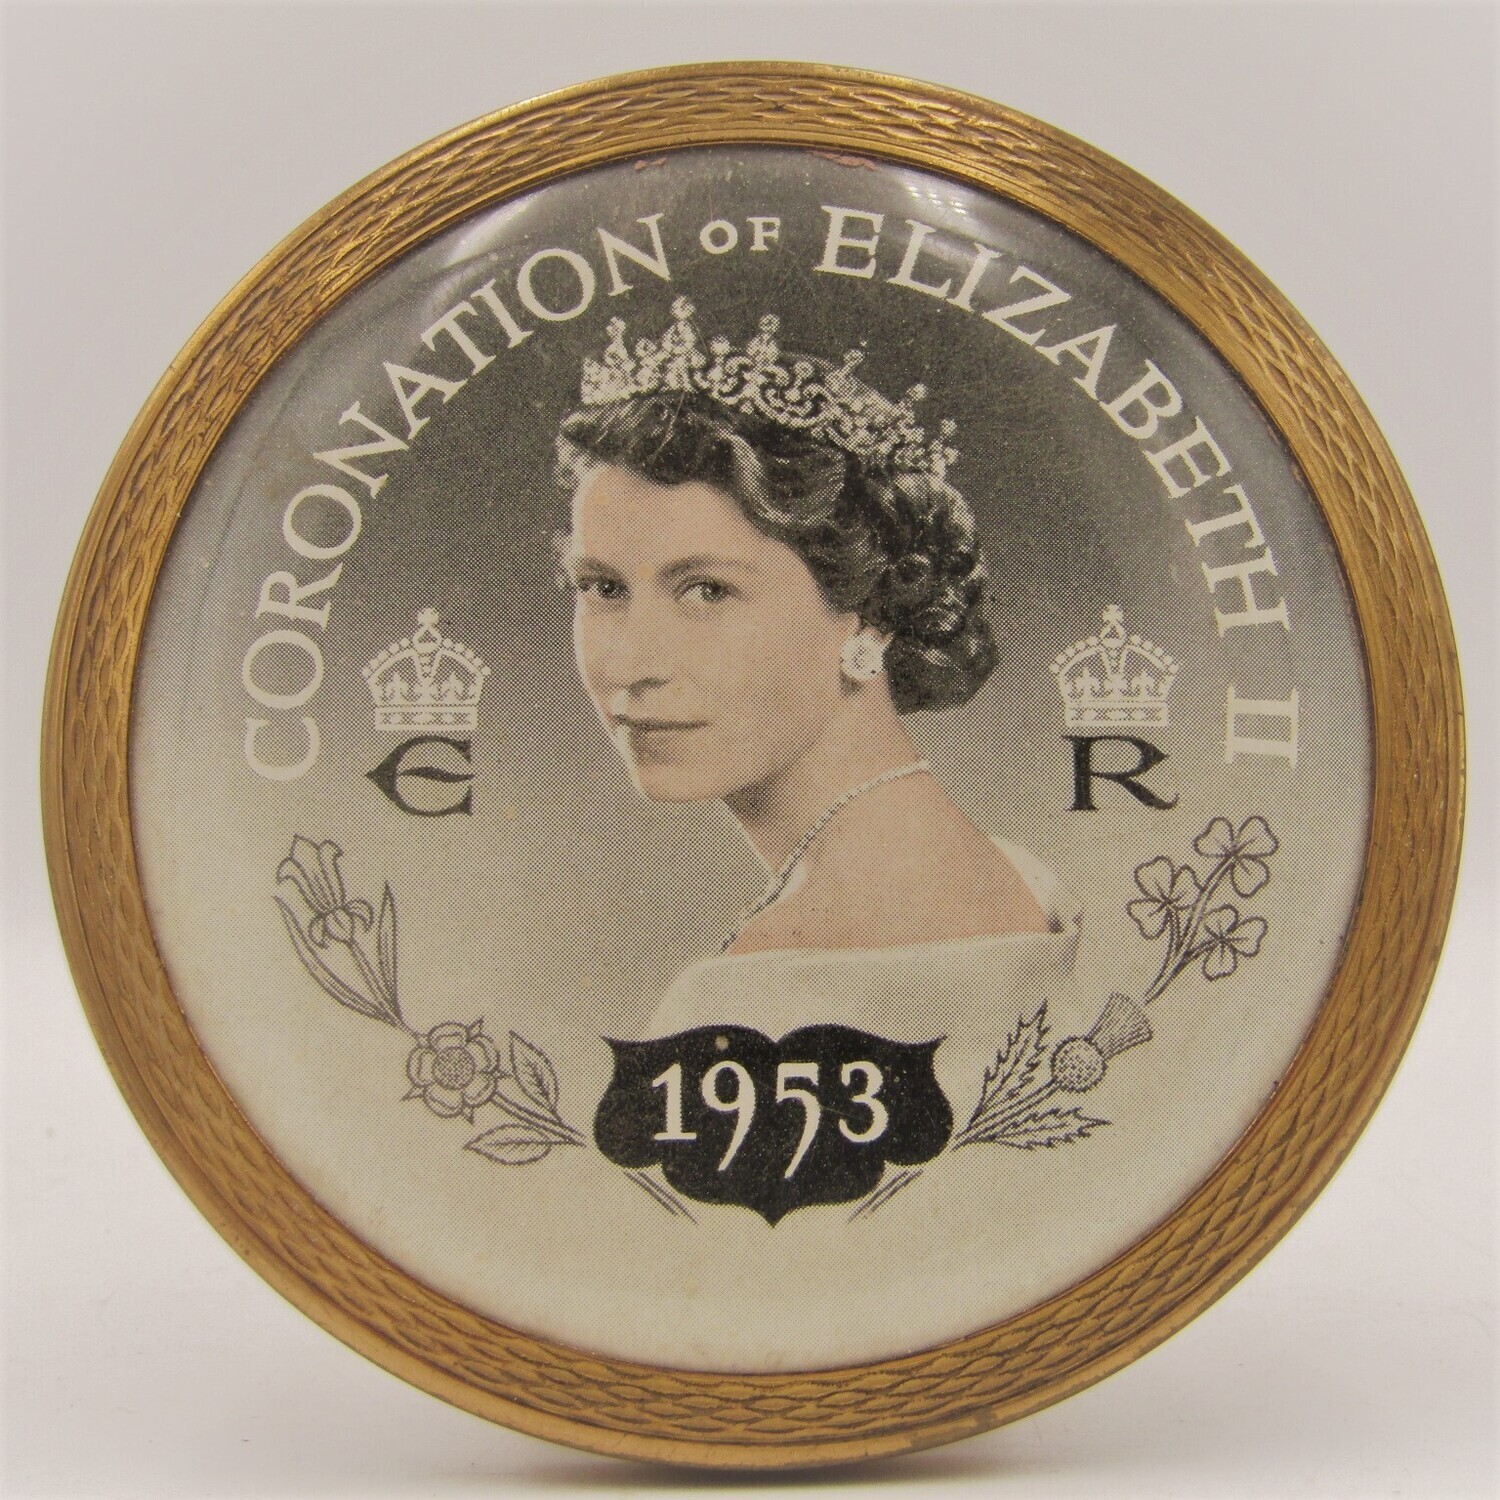 CORONATION OF ELIZABETH II
E R
1953